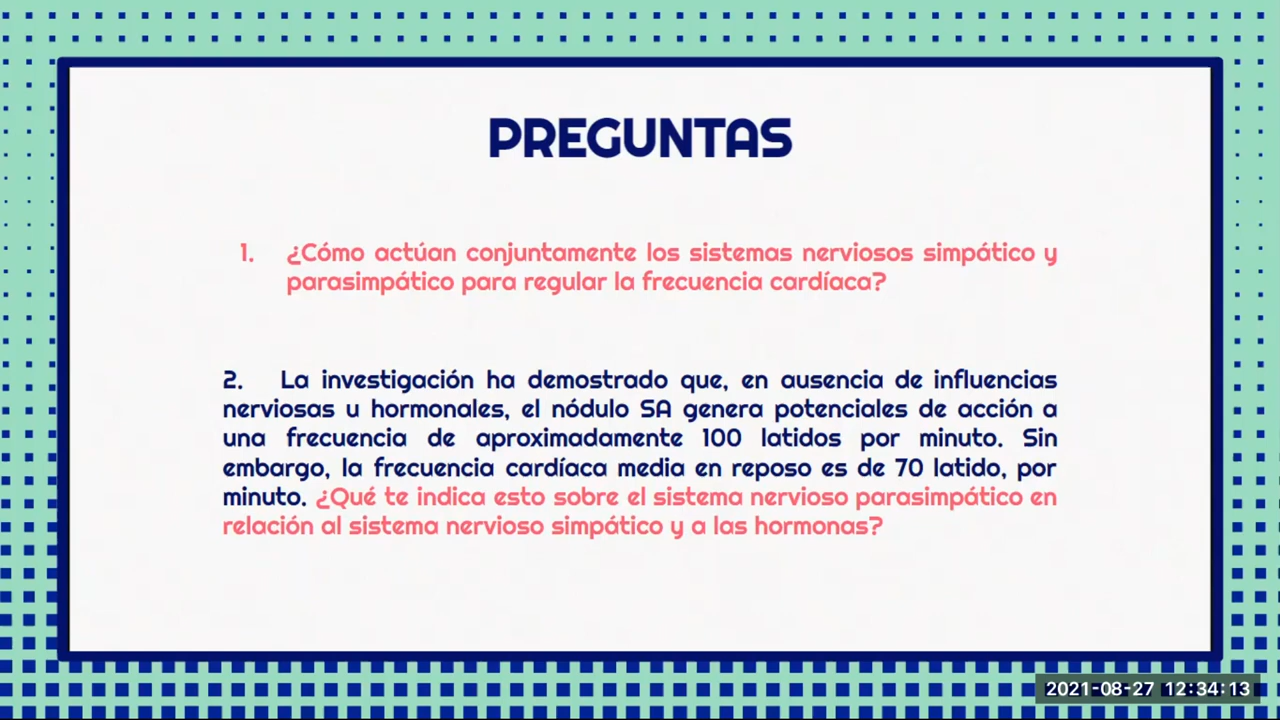 PREGUNTAS
1. ¿Cómo actúan conjuntamente los sistemas nerviosos simpático y
parasimpático para regular la frecuencia cardíaca?
2. La investigación ha demostrado que, en ausencia de influencias
nerviosas u hormonales, el nódulo SA genera potenciales de acción a
una frecuencia de aproximadamente 100 latidos por minuto. Sin
embargo, la frecuencia cardíaca media en reposo es de 70 latido, por
minuto. ¿Qué te indica esto sobre el sistema nervioso parasimpático en
relación al sistema nervioso simpático y a las hormonas?
2021-08-27 12:34:13